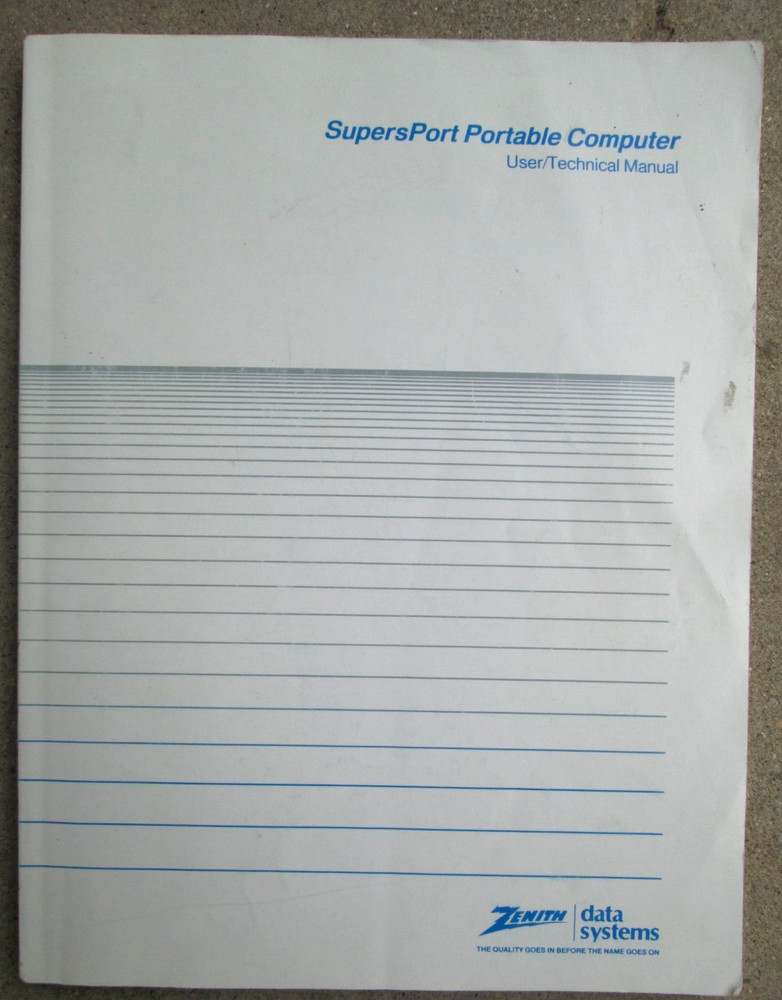 SupersPort Portable Computer
User/Technical Manual
ZENITH data systems
THE QUALITY GOES IN BEFORE THE NAME GOES ON